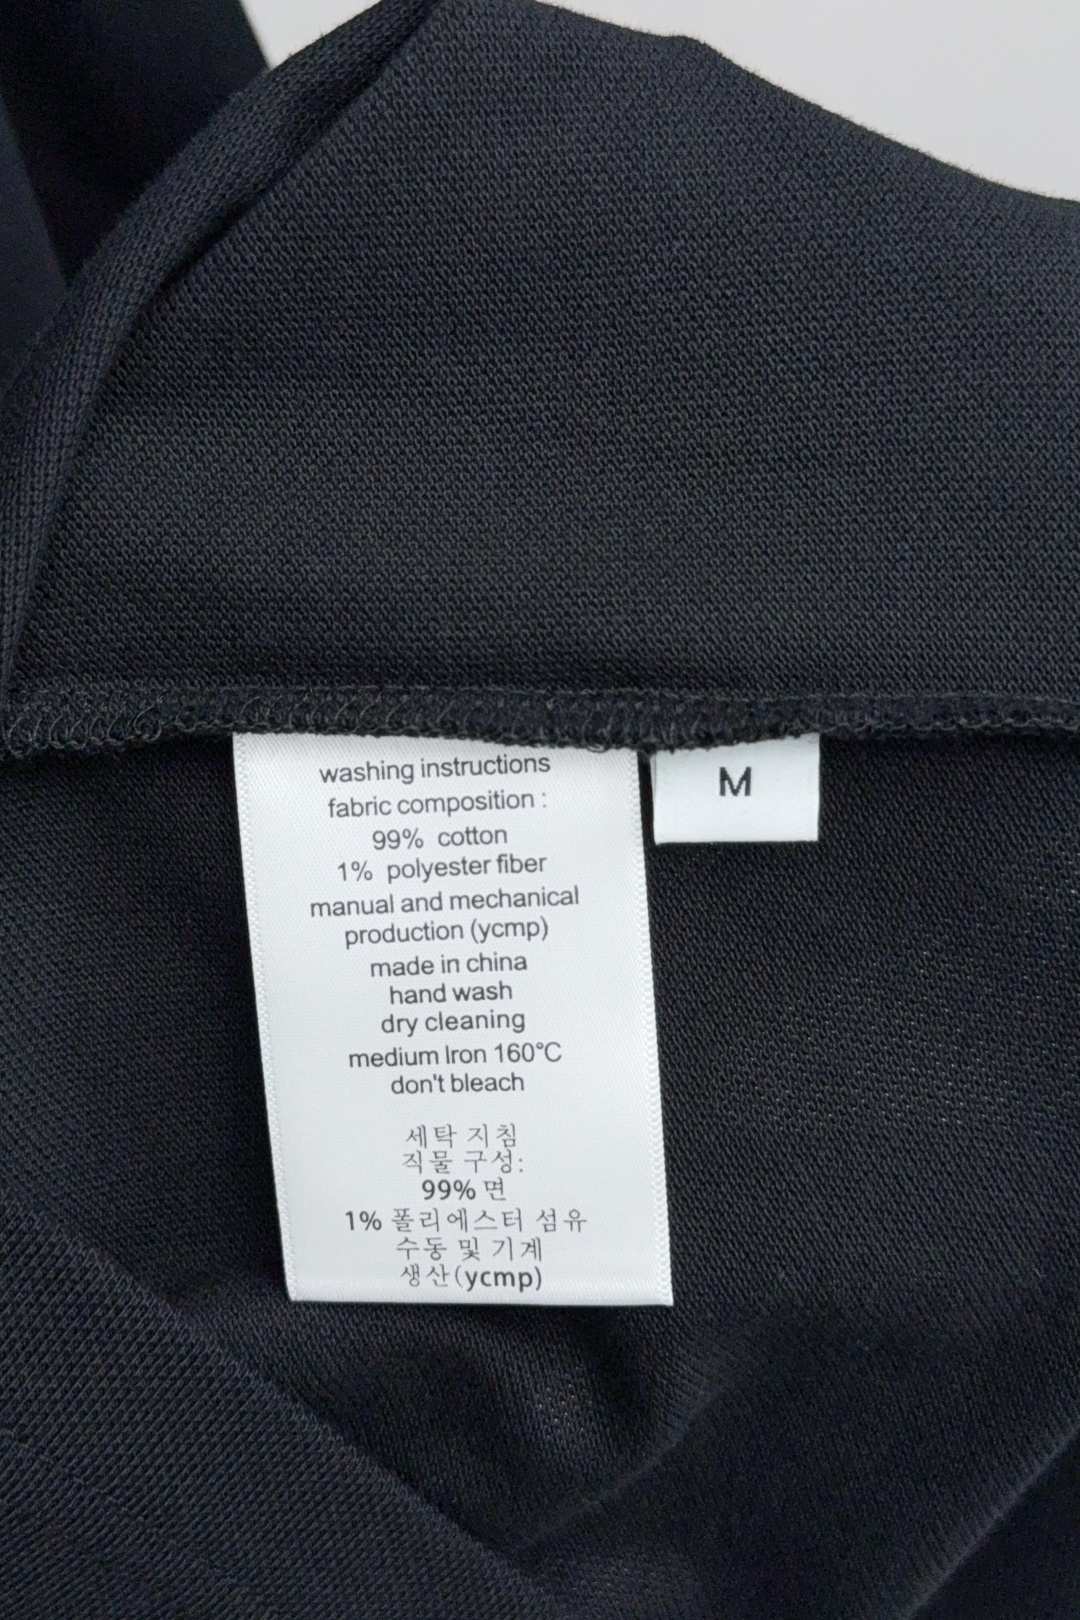 washing instructions
fabric composition :
99% cotton
1% polyester fiber
manual and mechanical
production (ycmp)
made in china
hand wash
dry cleaning
medium Iron 160°C
don't bleach
세탁 지침
직물 구성:
99% 면
1% 폴리에스터 섬유
수동 및 기계
생산(ycmp)
M